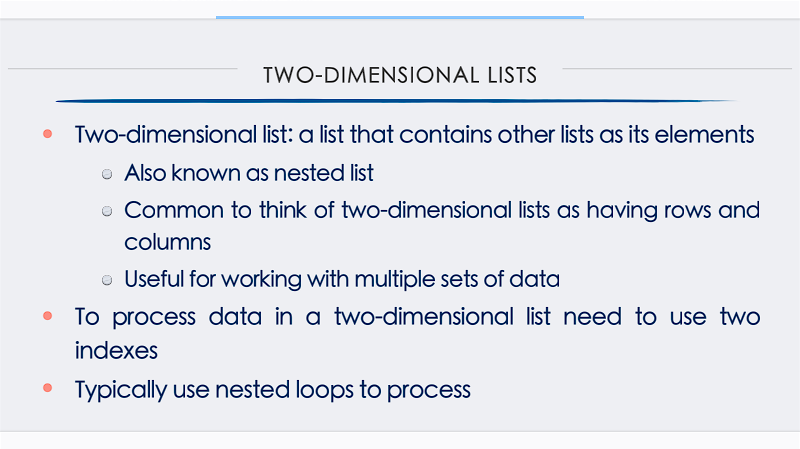 TWO-DIMENSIONAL LISTS
Two-dimensional list: a list that contains other lists as its elements
Also known as nested list
Common to think of two-dimensional lists as having rows and
columns
Useful for working with multiple sets of data
To process data in a two-dimensional list need to use two
indexes
Typically use nested loops to process